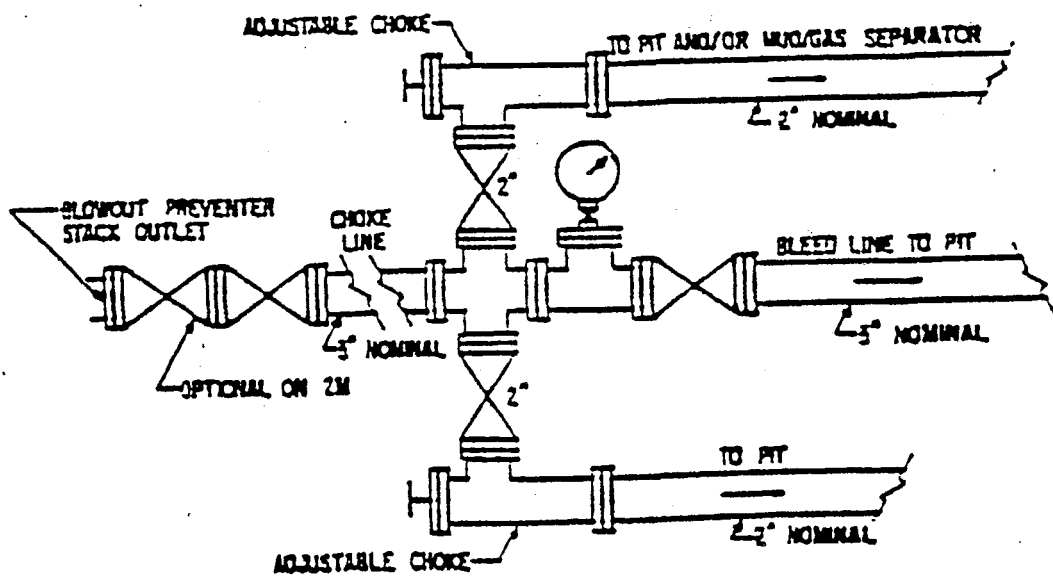 ADJUSTABLE CHOKE
TO PIT AND/OR MUD/GAS SEPARATOR
2" NOMINAL
2"
BLOWOUT PREVENTER
STACK OUTLET
CHOKE
LINE
BLEED LINE TO PIT
3" NOMINAL
3" NOMINAL
OPTIONAL ON 2M
2"
TO PIT
2" NOMINAL
ADJUSTABLE CHOKE